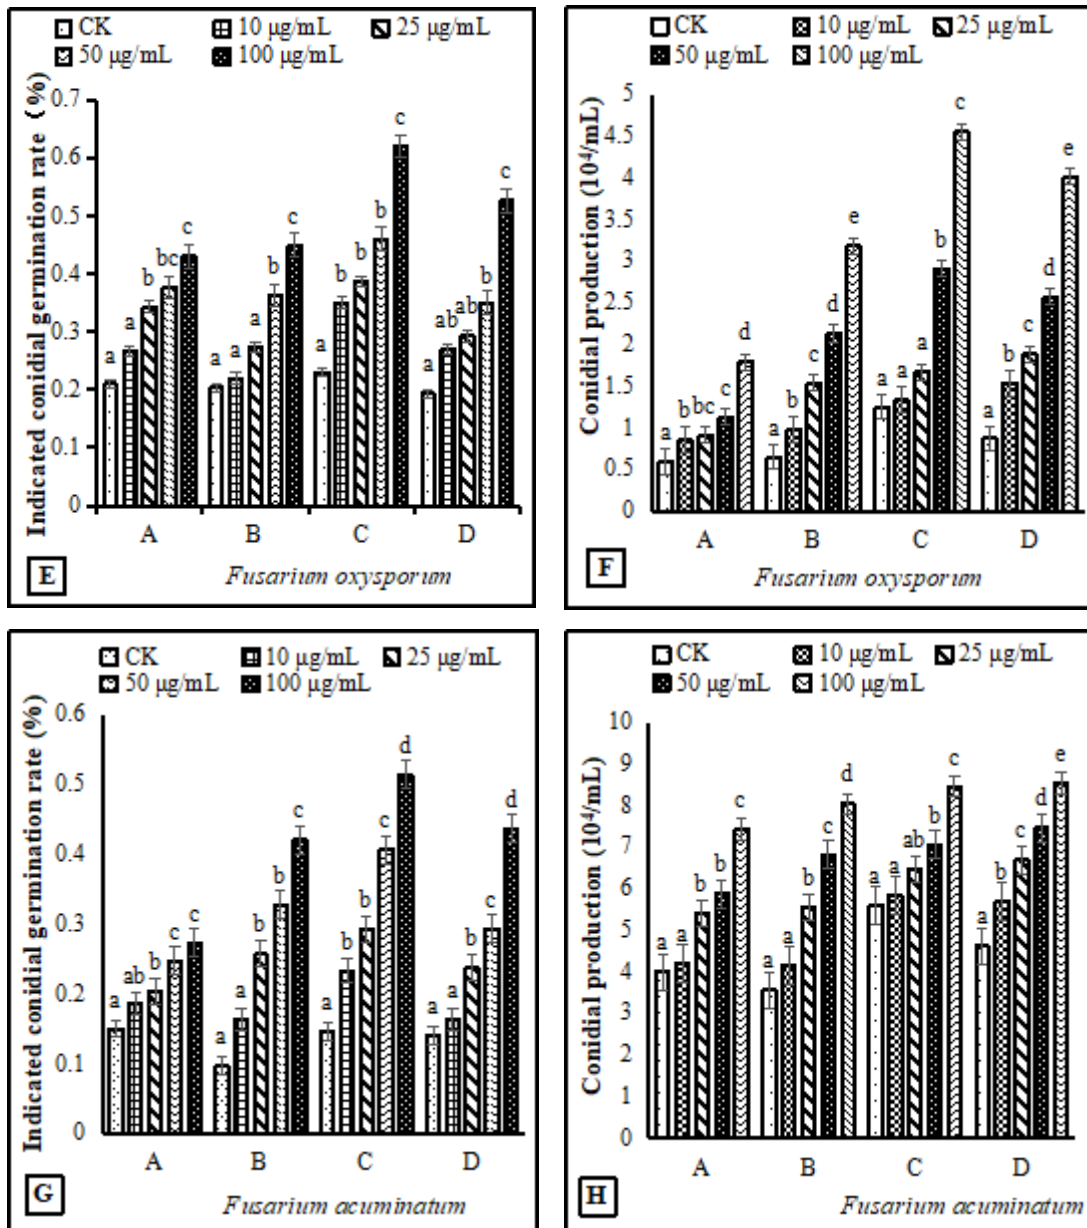 CK 10 μg/mL 25 μg/mL
50 μg/mL 100 μg/mL
Indicated conidial germination rate (%)
0.7
0.6
0.5
0.4
0.3
0.2
0.1
0
a a b bc c
a a a b c
a b b b c
a ab ab b c
A B C D
E
Fusarium oxysporum
CK 10 μg/mL 25 μg/mL
50 μg/mL 100 μg/mL
Conidial production (10⁴/mL)
5
4.5
4
3.5
3
2.5
2
1.5
1
0.5
0
a b bc c d
a b c d e
a a a b c
a b c d e
A B C D
F
Fusarium oxysporum
CK 10 μg/mL 25 μg/mL
50 μg/mL 100 μg/mL
Indicated conidial germination rate (%)
0.6
0.5
0.4
0.3
0.2
0.1
0
a ab b c c
a a b b c
a b b c d
a a b c d
A B C D
G
Fusarium acuminatum
CK 10 μg/mL 25 μg/mL
50 μg/mL 100 μg/mL
Conidial production (10⁴/mL)
10
9
8
7
6
5
4
3
2
1
0
a a b b c
a a b c d
a a ab b c
a b c d e
A B C D
H
Fusarium acuminatum